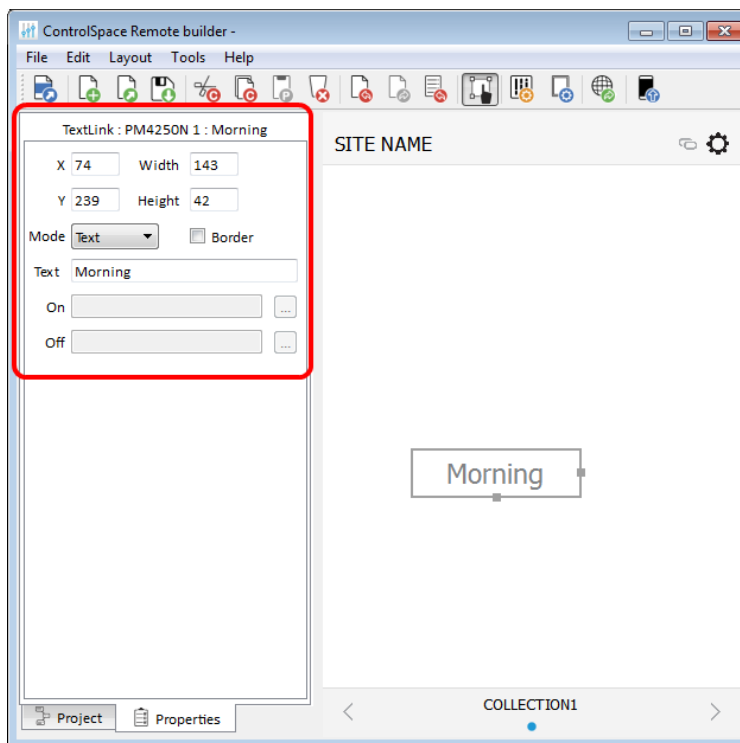 ControlSpace Remote builder -
File Edit Layout Tools Help
TextLink : PM4250N 1 : Morning
X 74 Width 143
Y 239 Height 42
Mode Text Border
Text Morning
On ...
Off ...
SITE NAME
Morning
COLLECTION1
Project Properties